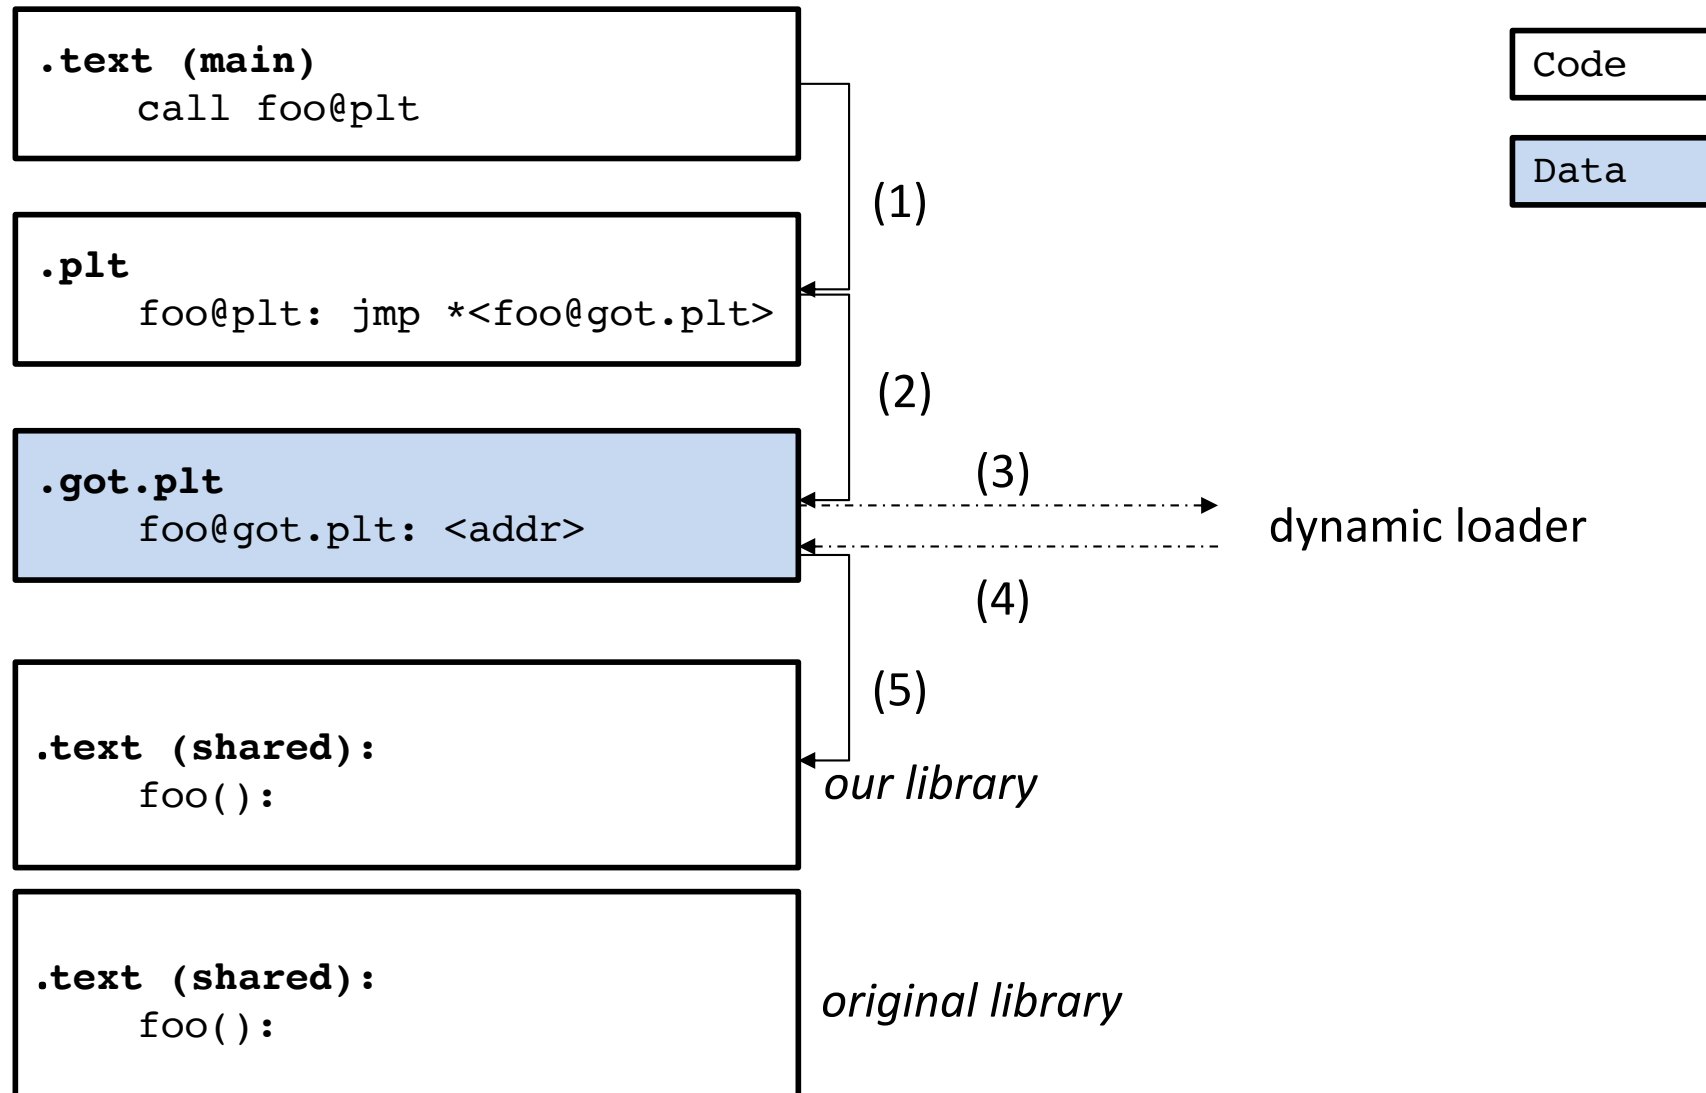 .text (main)
call foo@plt
Code
Data
(1)
.plt
foo@plt: jmp *<foo@got.plt>
(2)
.got.plt
foo@got.plt: <addr>
(3)
dynamic loader
(4)
(5)
.text (shared):
foo():
our library
.text (shared):
foo():
original library